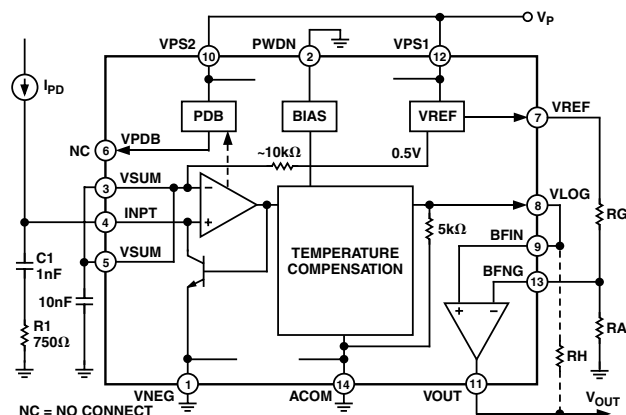 VP
VPS2
PWDN
VPS1
10
2
12
IPD
PDB
BIAS
VREF
7
VREF
VPDB
NC
6
~10kΩ
0.5V
VSUM
3
VLOG
8
INPT
4
5kΩ
RG
BFIN
9
VSUM
5
TEMPERATURE
COMPENSATION
BFNG
13
C1
1nF
10nF
R1
750Ω
RA
RH
1
14
11
VNEG
ACOM
VOUT
VOUT
NC = NO CONNECT
− + + −